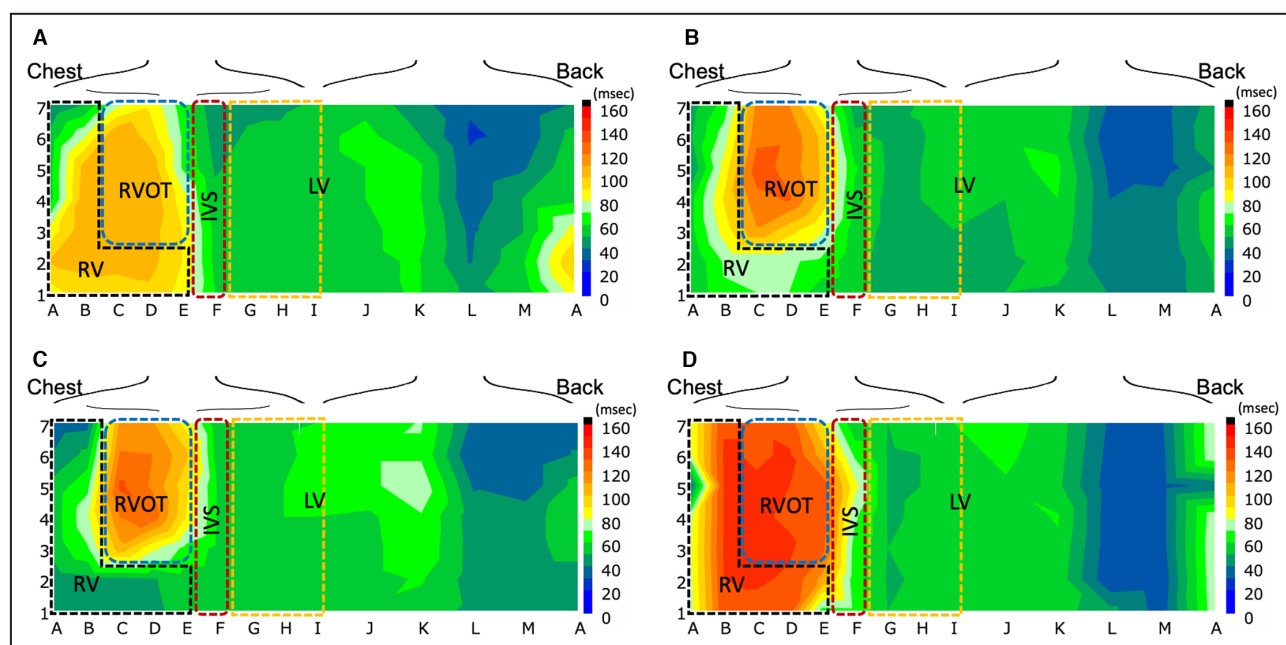 A
Chest Back
(msec)
7 160
6 140
5 120
RVOT 100
4 IVS LV 80
3 60
2 RV 40
20
1 0
A B C D E F G H I J K L M A
B
Chest Back
(msec)
7 160
6 140
5 120
RVOT 100
4 IVS LV 80
3 60
2 RV 40
20
1 0
A B C D E F G H I J K L M A
C
Chest Back
(msec)
7 160
6 140
5 120
RVOT LV 100
4 IVS 80
3 60
2 RV 40
20
1 0
A B C D E F G H I J K L M A
D
Chest Back
(msec)
7 160
6 140
5 120
RVOT LV 100
4 IVS 80
3 60
2 RV 40
20
1 0
A B C D E F G H I J K L M A